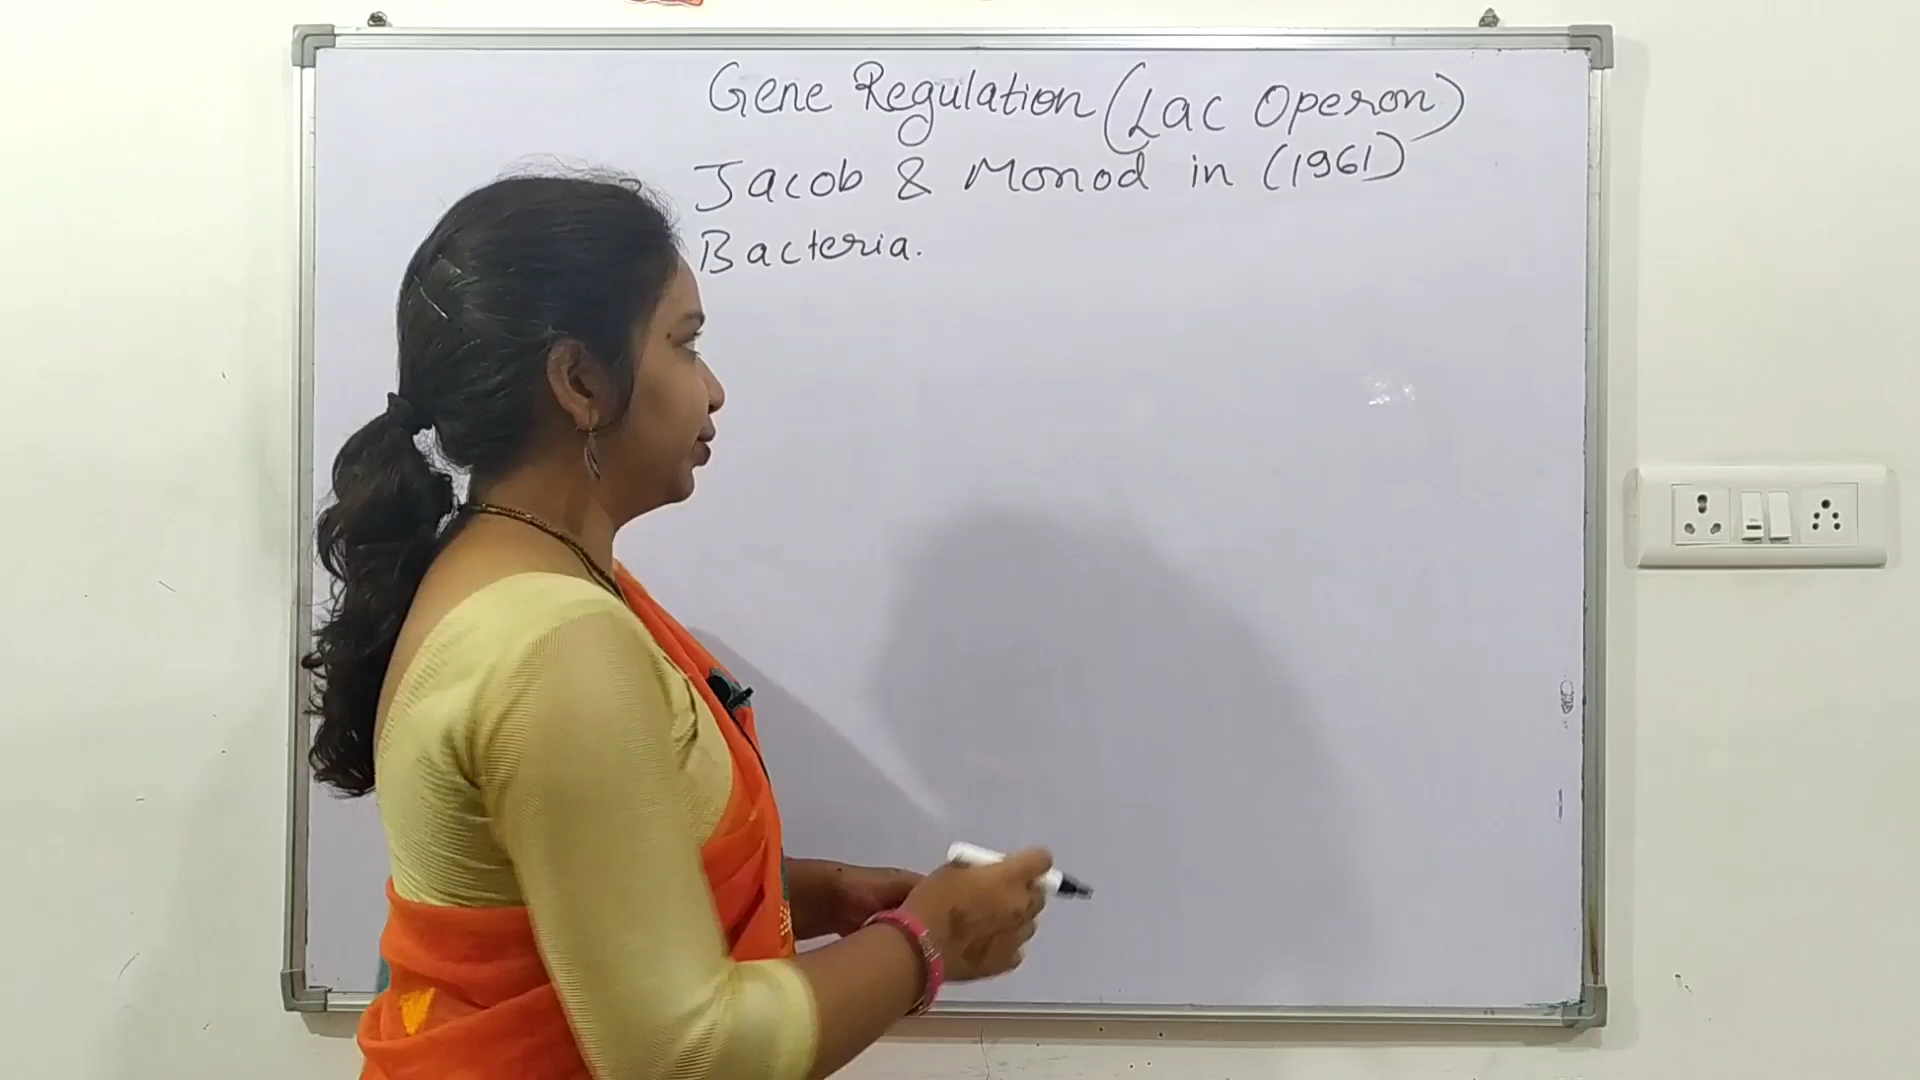 Gene Regulation (Lac Operon)
Jacob & Monod in (1961)
Bacteria.